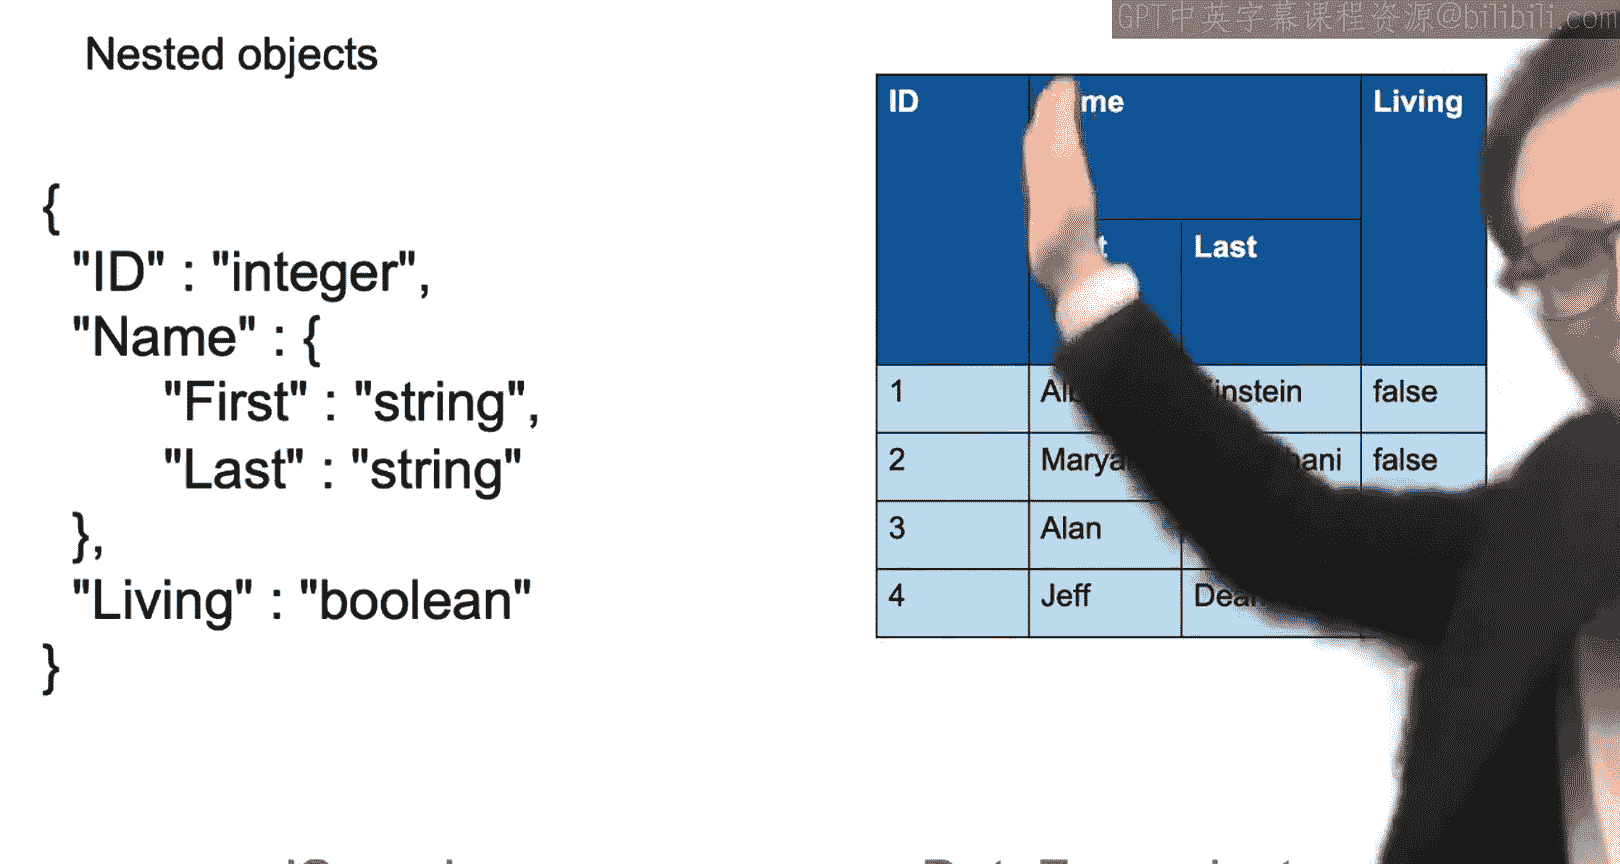 GPT中英字幕课程资源@bilibili.com
Nested objects
{
"ID" : "integer",
"Name" : {
"First" : "string",
"Last" : "string"
},
"Living" : "boolean"
}
ID Living
Last
1 false
2 false
3 Alan
4 Jeff